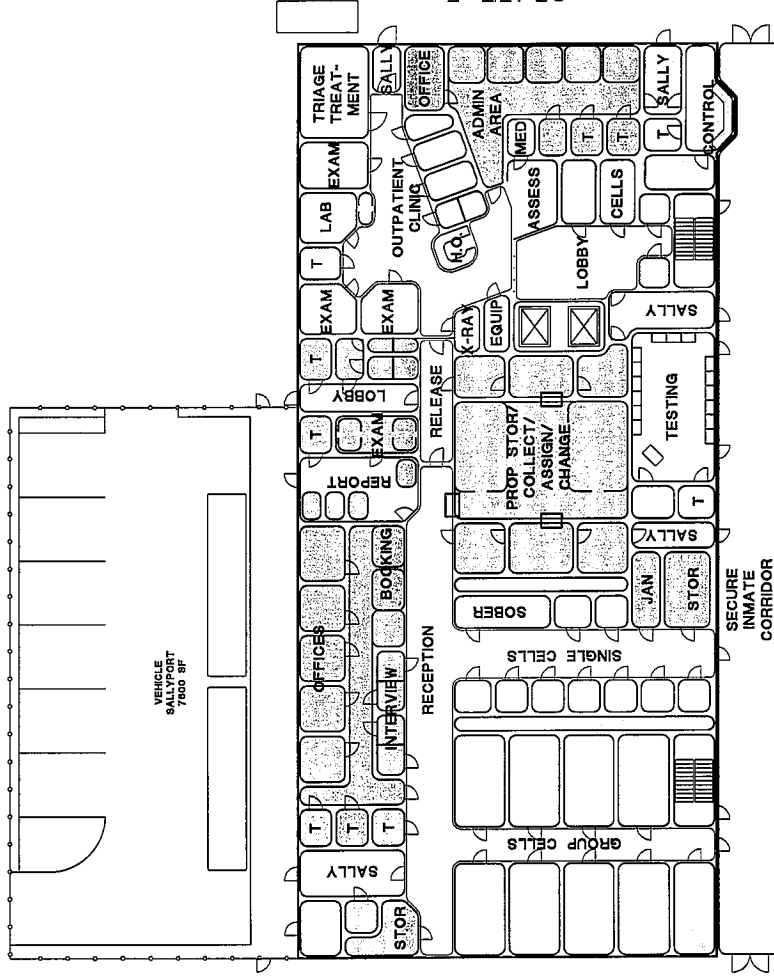 TRIAGE
TREAT-
MENT
SALLY
OFFICE
ADMIN
AREA
SALLY
CONTROL
EXAM
MED
T
T
T
LAB
OUTPATIENT
CLINIC
ASSESS
CELLS
T
H.O.
LOBBY
EXAM
EXAM
X-RAY
EQUIP
SALLY
T
LOBBY
RELEASE
T
EXAM
PROP STOR/
COLLECT/
ASSIGN/
CHANGE
TESTING
REPORT
T
SALLY
BOOKING
OFFICES
SOBER
JAN
STOR
SECURE
INMATE
CORRIDOR
INTERVIEW
RECEPTION
SINGLE CELLS
VEHICLE
SALLYPORT
7600 SF
T
T
T
SALLY
GROUP CELLS
STOR